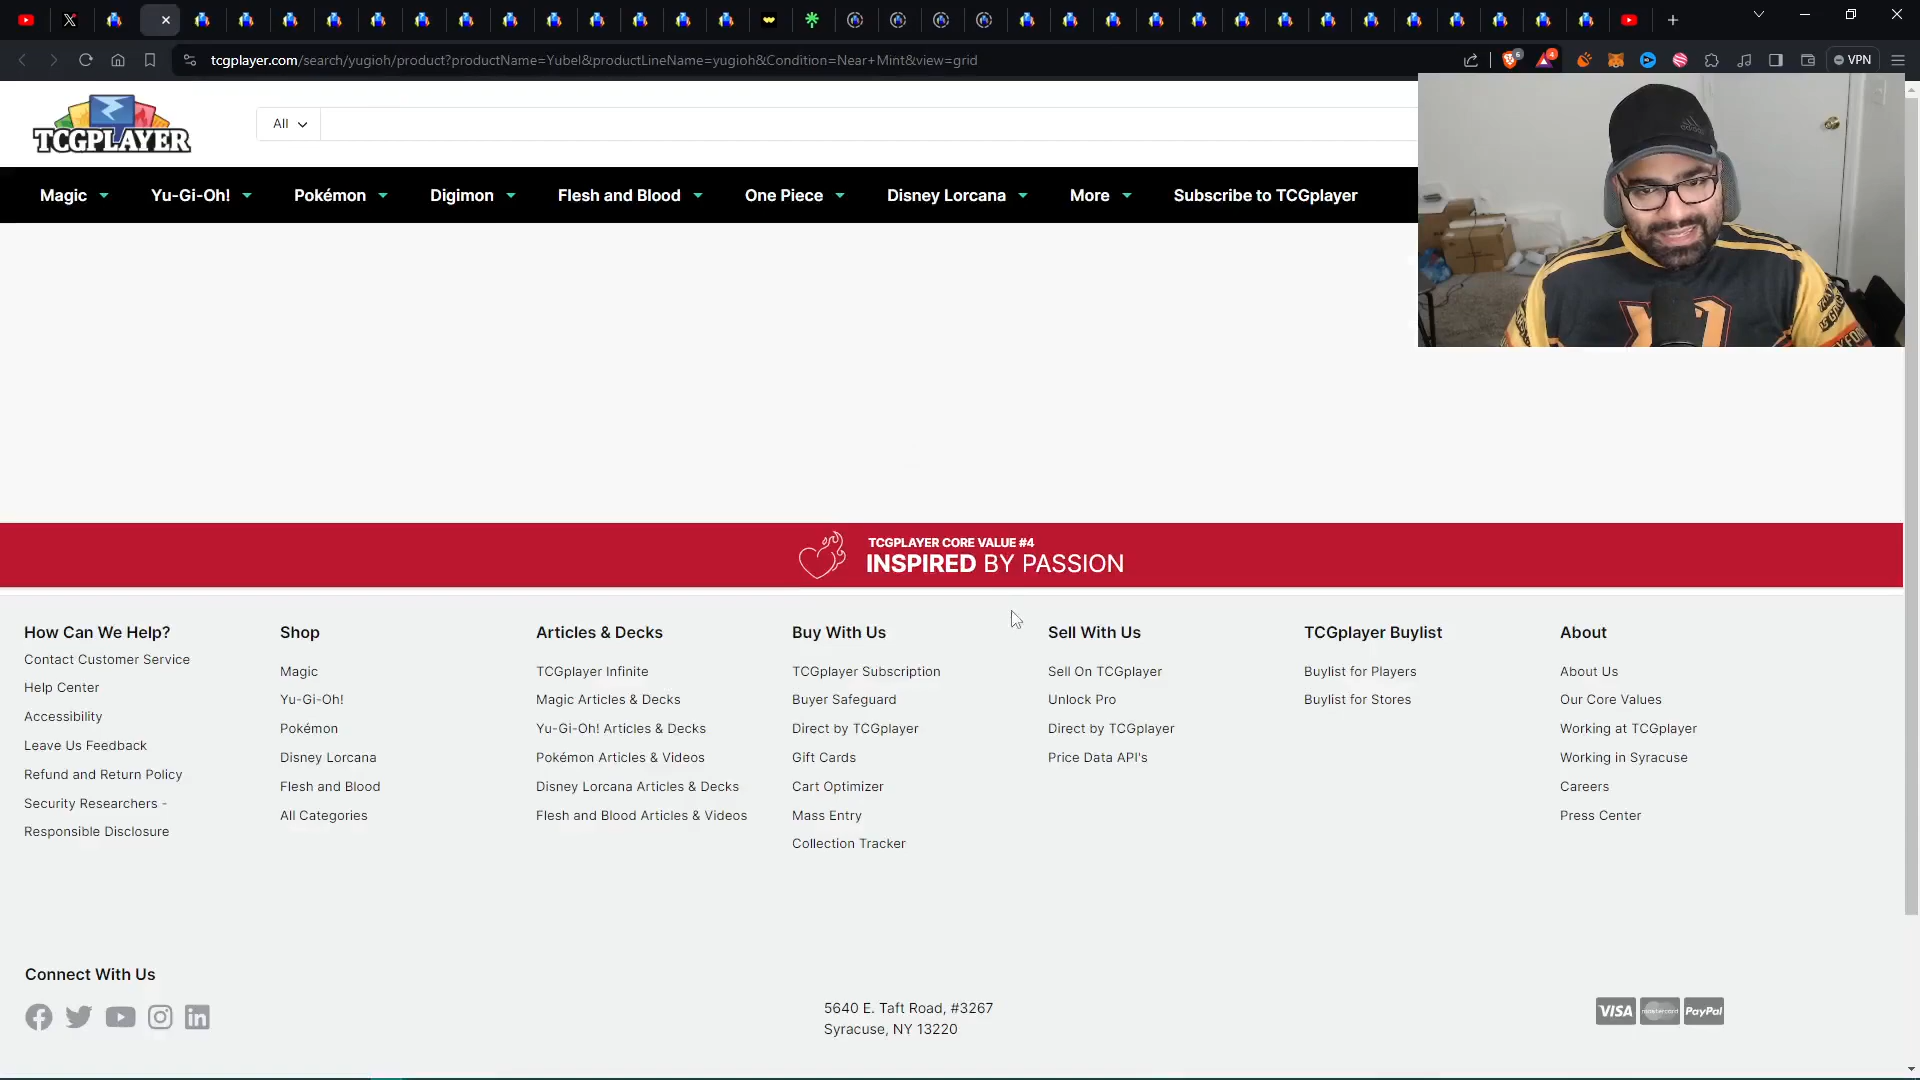 tcgplayer.com/search/yugioh/product?productName=Yubel&productLineName=yugioh&Condition=Near+Mint&view=grid
6
4
VPN
TCGPLAYER
All
Magic
Yu-Gi-Oh!
Pokémon
Digimon
Flesh and Blood
One Piece
Disney Lorcana
More
Subscribe to TCGplayer
TCGPLAYER CORE VALUE #4
INSPIRED BY PASSION
How Can We Help?
Contact Customer Service
Help Center
Accessibility
Leave Us Feedback
Refund and Return Policy
Security Researchers -
Responsible Disclosure
Shop
Magic
Yu-Gi-Oh!
Pokémon
Disney Lorcana
Flesh and Blood
All Categories
Articles & Decks
TCGplayer Infinite
Magic Articles & Decks
Yu-Gi-Oh! Articles & Decks
Pokémon Articles & Videos
Disney Lorcana Articles & Decks
Flesh and Blood Articles & Videos
Buy With Us
TCGplayer Subscription
Buyer Safeguard
Direct by TCGplayer
Gift Cards
Cart Optimizer
Mass Entry
Collection Tracker
Sell With Us
Sell On TCGplayer
Unlock Pro
Direct by TCGplayer
Price Data API's
TCGplayer Buylist
Buylist for Players
Buylist for Stores
About
About Us
Our Core Values
Working at TCGplayer
Working in Syracuse
Careers
Press Center
Connect With Us
5640 E. Taft Road, #3267
Syracuse, NY 13220
VISA
mastercard
PayPal